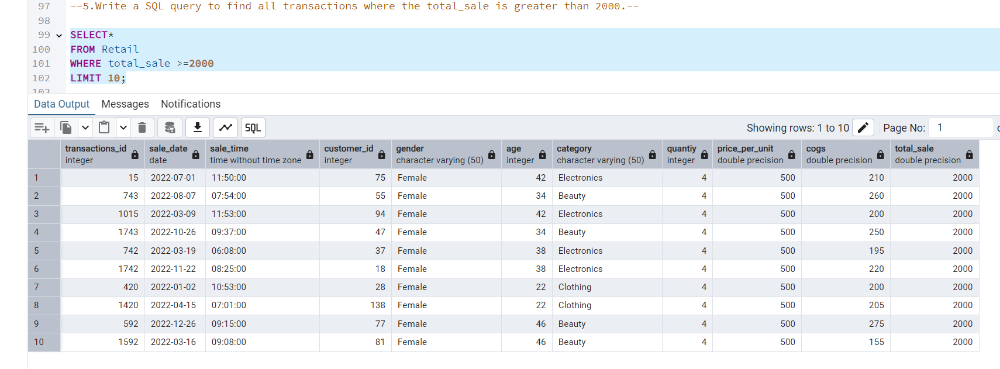 97 --5.Write a SQL query to find all transactions where the total_sale is greater than 2000.--
98
99 SELECT*
100 FROM Retail
101 WHERE total_sale >=2000
102 LIMIT 10;
103
Data Output Messages Notifications
SQL Showing rows: 1 to 10 Page No: 1
transactions_id sale_date sale_time customer_id gender age category quantiy price_per_unit cogs total_sale
integer date time without time zone integer character varying (50) integer character varying (50) integer double precision double precision double precision
1 15 2022-07-01 11:50:00 75 Female 42 Electronics 4 500 210 2000
2 743 2022-08-07 07:54:00 55 Female 34 Beauty 4 500 260 2000
3 1015 2022-03-09 11:53:00 94 Female 42 Electronics 4 500 200 2000
4 1743 2022-10-26 09:37:00 47 Female 34 Beauty 4 500 250 2000
5 742 2022-03-19 06:08:00 37 Female 38 Electronics 4 500 195 2000
6 1742 2022-11-22 08:25:00 18 Female 38 Electronics 4 500 220 2000
7 420 2022-01-02 10:53:00 28 Female 22 Clothing 4 500 200 2000
8 1420 2022-04-15 07:01:00 138 Female 22 Clothing 4 500 205 2000
9 592 2022-12-26 09:15:00 77 Female 46 Beauty 4 500 275 2000
10 1592 2022-03-16 09:08:00 81 Female 46 Beauty 4 500 155 2000